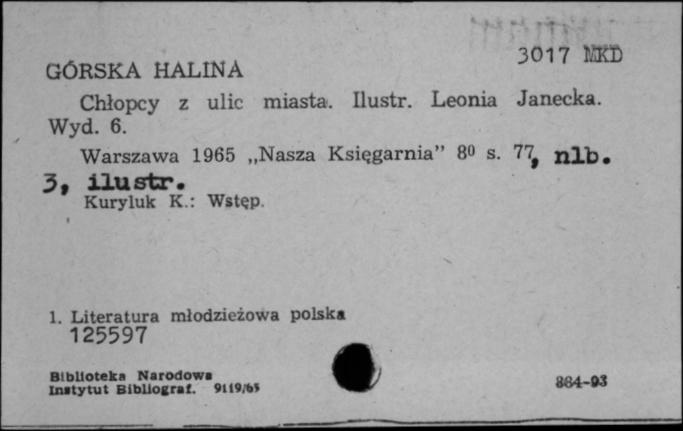 3017 MKD
GÓRSKA HALINA
Chłopcy z ulic miasta. Ilustr. Leonia Janecka.
Wyd. 6.
Warszawa 1965 „Nasza Księgarnia” 8⁰ s. 77, nlb.
3, ilustr.
Kuryluk K.: Wstęp.
1. Literatura młodzieżowa polska
125597
Biblioteka Narodowa
Instytut Bibliograf. 9119/65
884-93